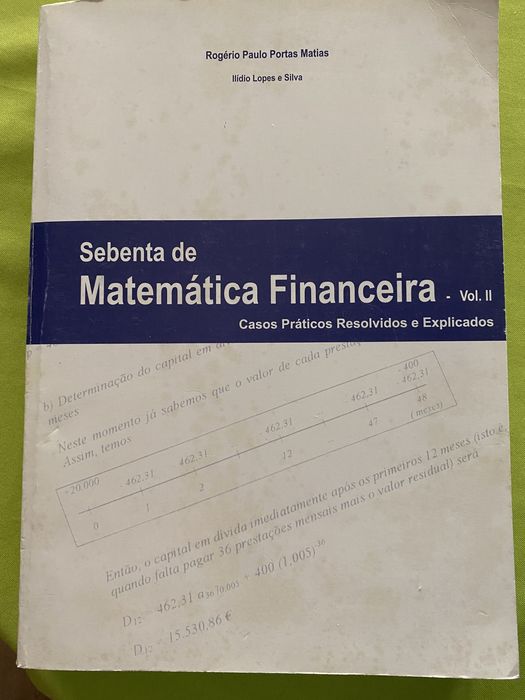 Rogério Paulo Portas Matias
Ilídio Lopes e Silva
Sebenta de
Matemática Financeira - Vol. II
Casos Práticos Resolvidos e Explicados
b) Determinação do capital em
meses
Neste momento já sabemos que o valor de cada
Assim, temos
-400
-20.000 -462,31 462,31 462,31 462,31 -462,31
0 1 2 12 47 48
(meses)
Então, o capital em dívida imediatamente após os primeiros 12 meses (isto é,
quando falta pagar 36 prestações mensais mais o valor residual) será
D12 = 462,31 a36⌉0,005 + 400 (1,005)-36
D12 = 15.530,86 €